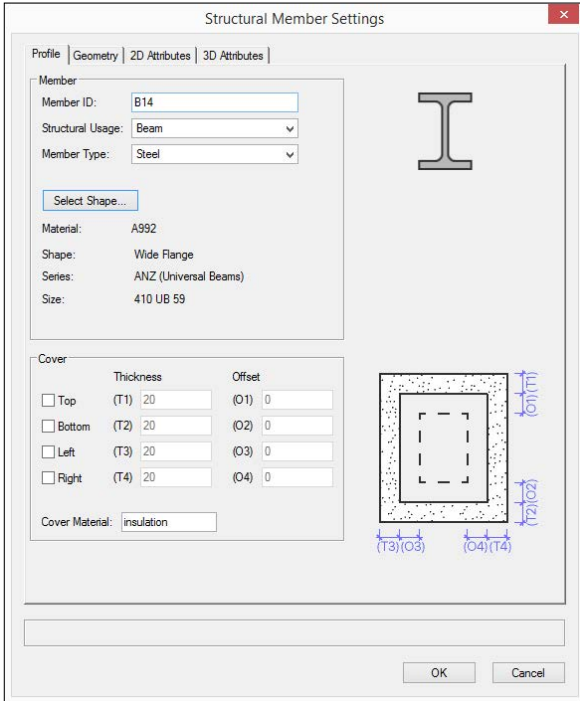 Structural Member Settings
Profile Geometry 2D Attributes 3D Attributes
Member
Member ID: B14
Structural Usage: Beam
Member Type: Steel
Select Shape...
Material: A992
Shape: Wide Flange
Series: ANZ (Universal Beams)
Size: 410 UB 59
Cover
Thickness Offset
Top (T1) 20 (O1) 0
Bottom (T2) 20 (O2) 0
Left (T3) 20 (O3) 0
Right (T4) 20 (O4) 0
Cover Material: insulation
(O1)(T1)
(T2)(O2)
(T3)(O3) (O4)(T4)
OK Cancel